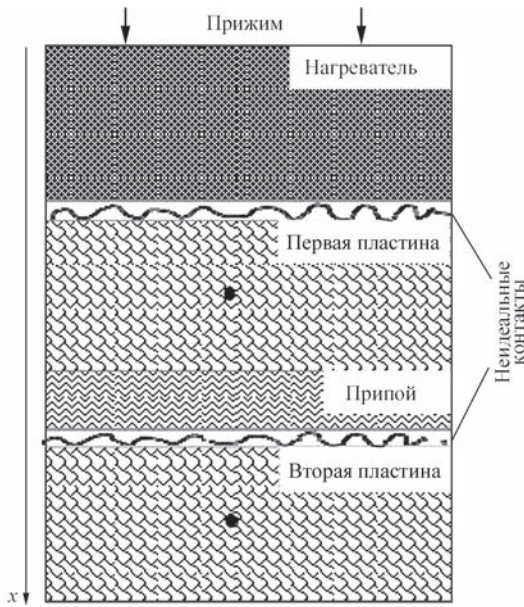 Прижим
Нагреватель
Первая пластина
Неидеальные
контакты
Припой
Вторая пластина
x